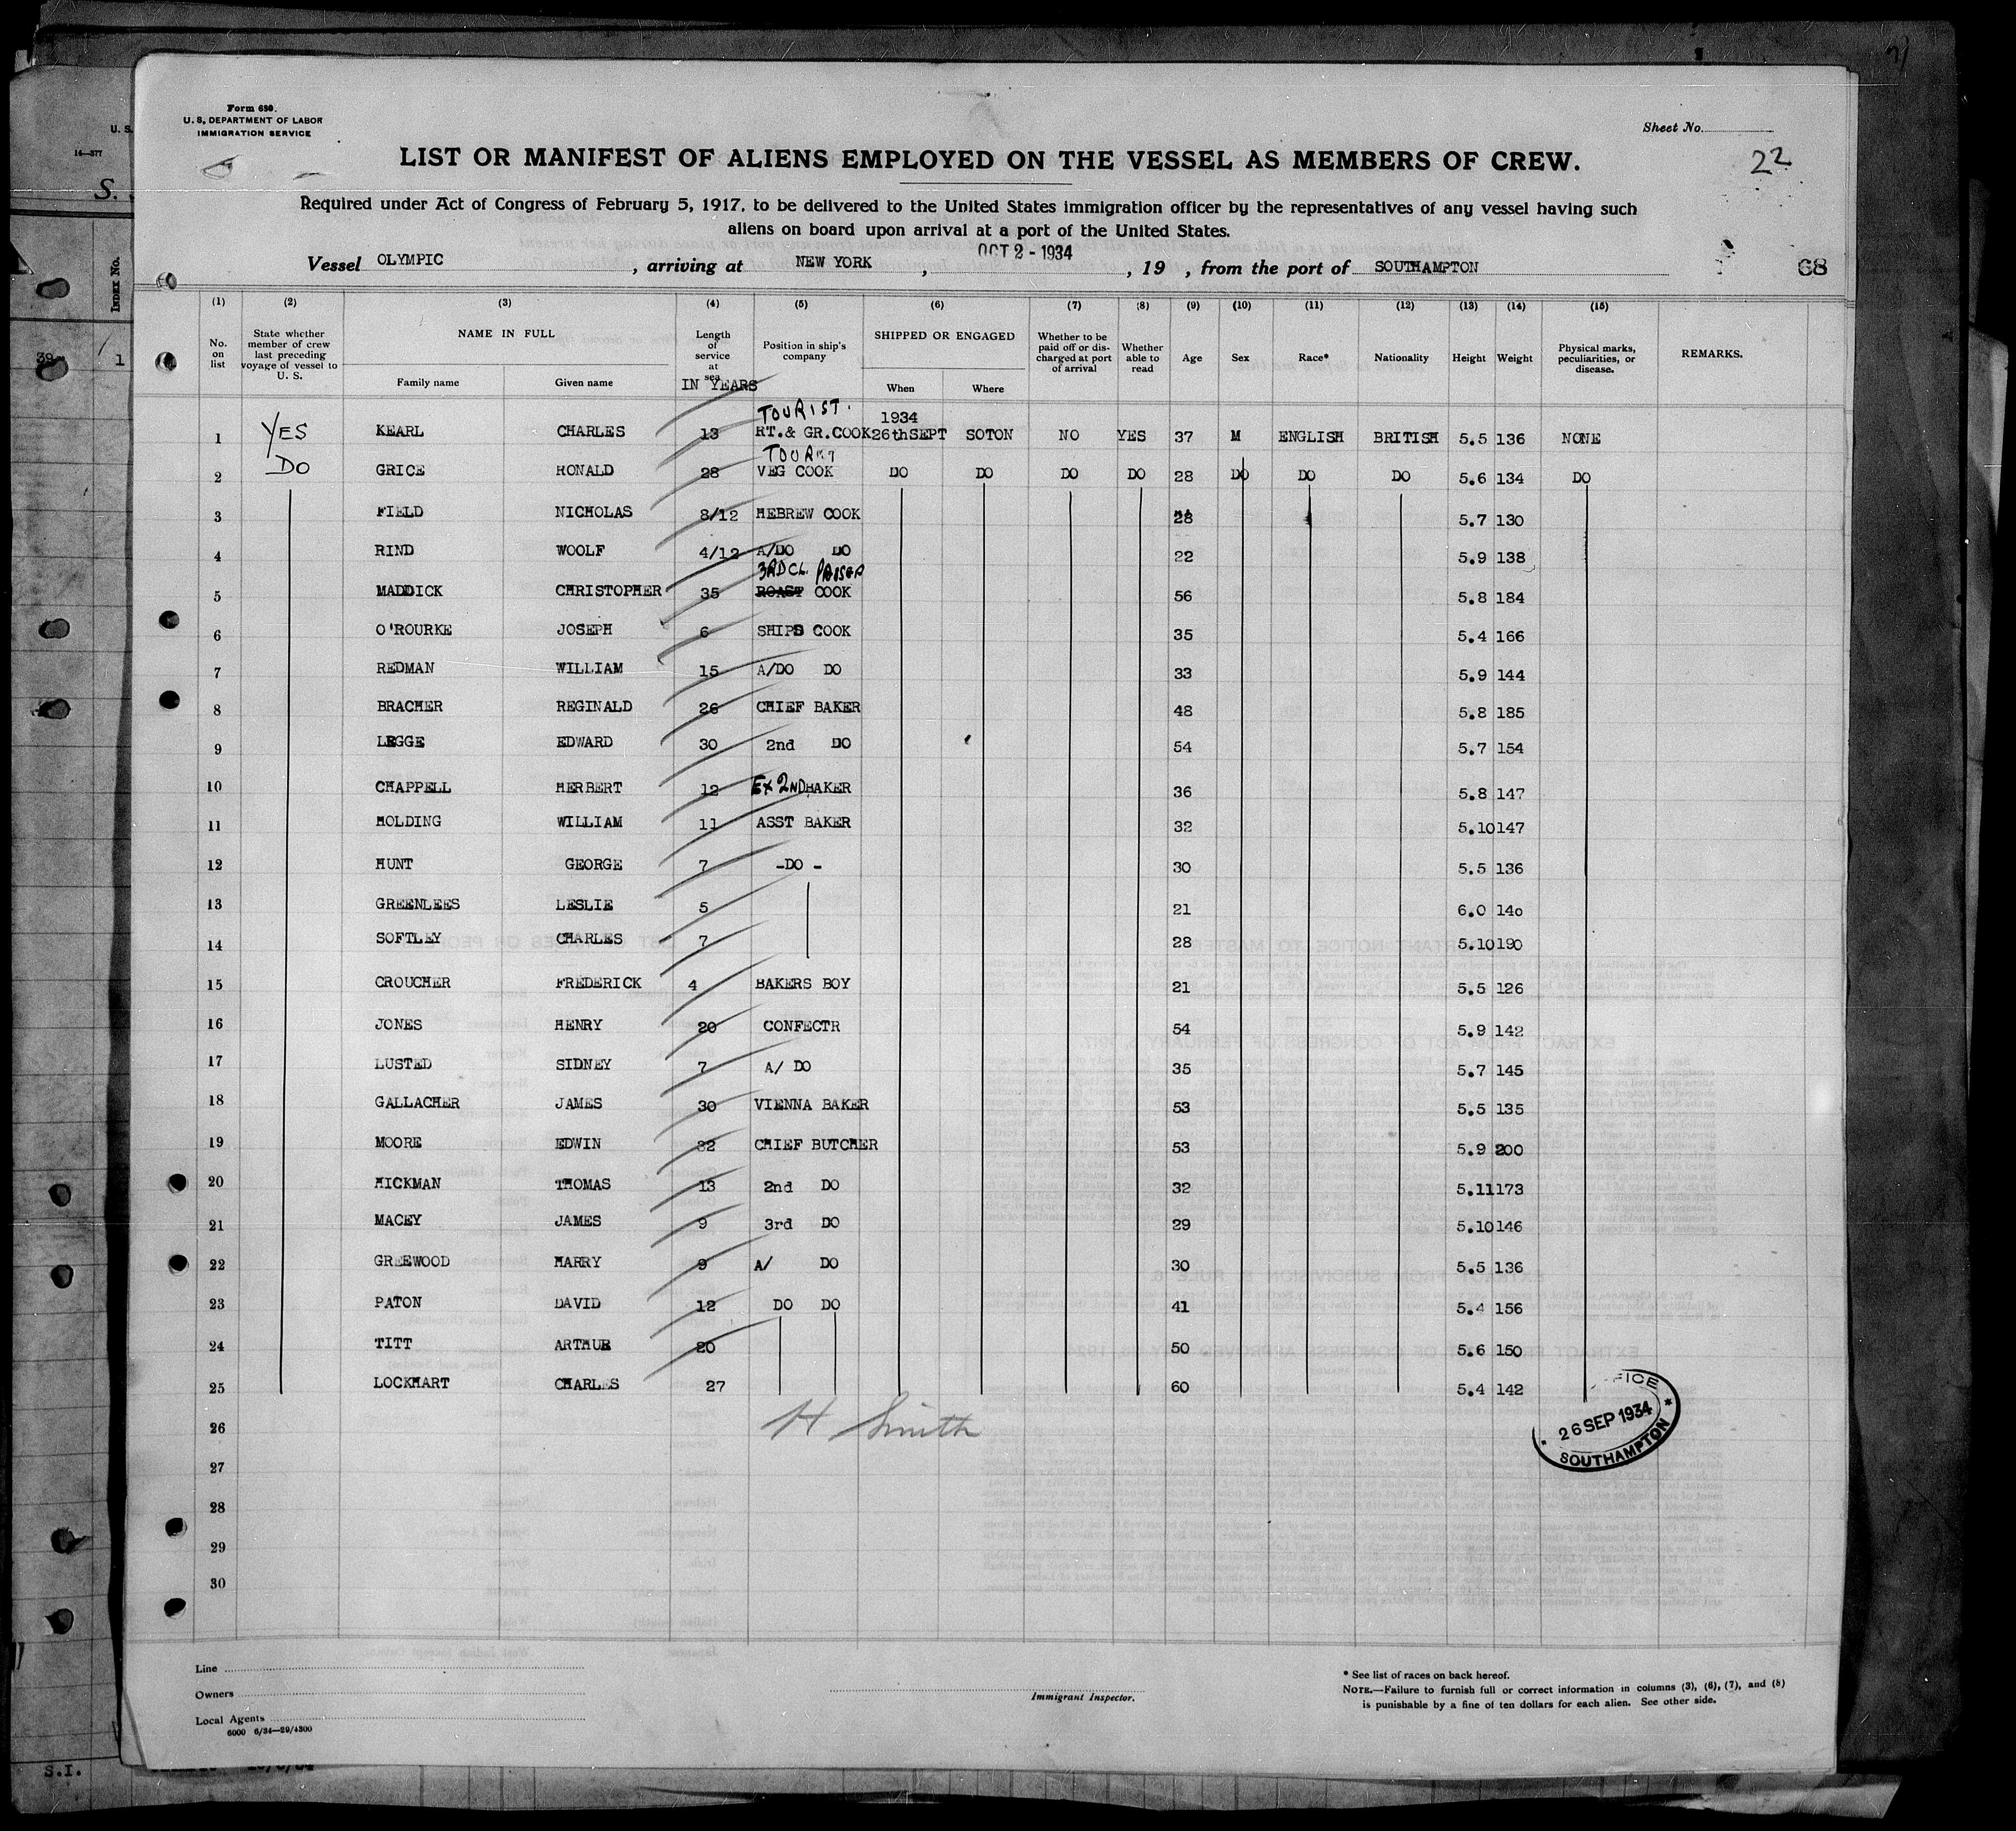 Form 680.
U. S. DEPARTMENT OF LABOR
IMMIGRATION SERVICE
U. S.
14—577
S.
Sheet No.
22
LIST OR MANIFEST OF ALIENS EMPLOYED ON THE VESSEL AS MEMBERS OF CREW.
Required under Act of Congress of February 5, 1917, to be delivered to the United States immigration officer by the representatives of any vessel having such
aliens on board upon arrival at a port of the United States.
Vessel OLYMPIC, arriving at NEW YORK, OCT 2 - 1934, 19 , from the port of SOUTHAMPTON
68
INDEX No.
1
(1) (2) (3) (4) (5) (6) (7) (8) (9) (10) (11) (12) (13) (14) (15)
No. on list
State whether member of crew last preceding voyage of vessel to U. S.
NAME IN FULL
Family name Given name
Length of service at sea
IN YEARS
Position in ship's company
SHIPPED OR ENGAGED
When Where
Whether to be paid off or discharged at port of arrival
Whether able to read
Age Sex Race* Nationality Height Weight
Physical marks, peculiarities, or disease.
REMARKS.
TOURIST. 1934
1 YES KEARL CHARLES 13 RT.& GR.COOK 26thSEPT SOTON NO YES 37 M ENGLISH BRITISH 5.5 136 NONE
TOURIST
2 DO GRICE RONALD 28 VEG COOK DO DO DO DO 28 DO DO DO 5.6 134 DO
3 FIELD NICHOLAS 8/12 HEBREW COOK 28 5.7 130
4 RIND WOOLF 4/12 A/DO DO 22 5.9 138
3RD CL.
5 MADDICK CHRISTOPHER 35 ROAST COOK 56 5.8 184
6 O'ROURKE JOSEPH 6 SHIPS COOK 35 5.4 166
7 REDMAN WILLIAM 15 A/DO DO 33 5.9 144
8 BRACHER REGINALD 26 CHIEF BAKER 48 5.8 185
9 LEGGE EDWARD 30 2nd DO 54 5.7 154
10 CHAPPELL HERBERT 12 EX 2ND BAKER 36 5.8 147
11 HOLDING WILLIAM 11 ASST BAKER 32 5.10 147
12 HUNT GEORGE 7 -DO - 30 5.5 136
13 GREENLEES LESLIE 5 21 6.0 140
14 SOFTLEY CHARLES 7 28 5.10 190
15 CROUCHER FREDERICK 4 BAKERS BOY 21 5.5 126
16 JONES HENRY 20 CONFECTR 54 5.9 142
17 LUSTED SIDNEY 7 A/ DO 35 5.7 145
18 GALLACHER JAMES 30 VIENNA BAKER 53 5.5 135
19 MOORE EDWIN 32 CHIEF BUTCHER 53 5.9 200
20 HICKMAN THOMAS 13 2nd DO 32 5.11 173
21 MACEY JAMES 9 3rd DO 29 5.10 146
22 GREEWOOD HARRY 9 A/ DO 30 5.5 136
23 PATON DAVID 12 DO DO 41 5.4 156
24 TITT ARTHUR 20 50 5.6 150
25 LOCKHART CHARLES 27 60 5.4 142
26 H Smith
27
28
29
30
26 SEP 1934
SOUTHAMPTON
Line
Owners
Local Agents
6000 6/34—29/4300
Immigrant Inspector.
* See list of races on back hereof.
NOTE.—Failure to furnish full or correct information in columns (3), (6), (7), and (8)
is punishable by a fine of ten dollars for each alien. See other side.
S.I.